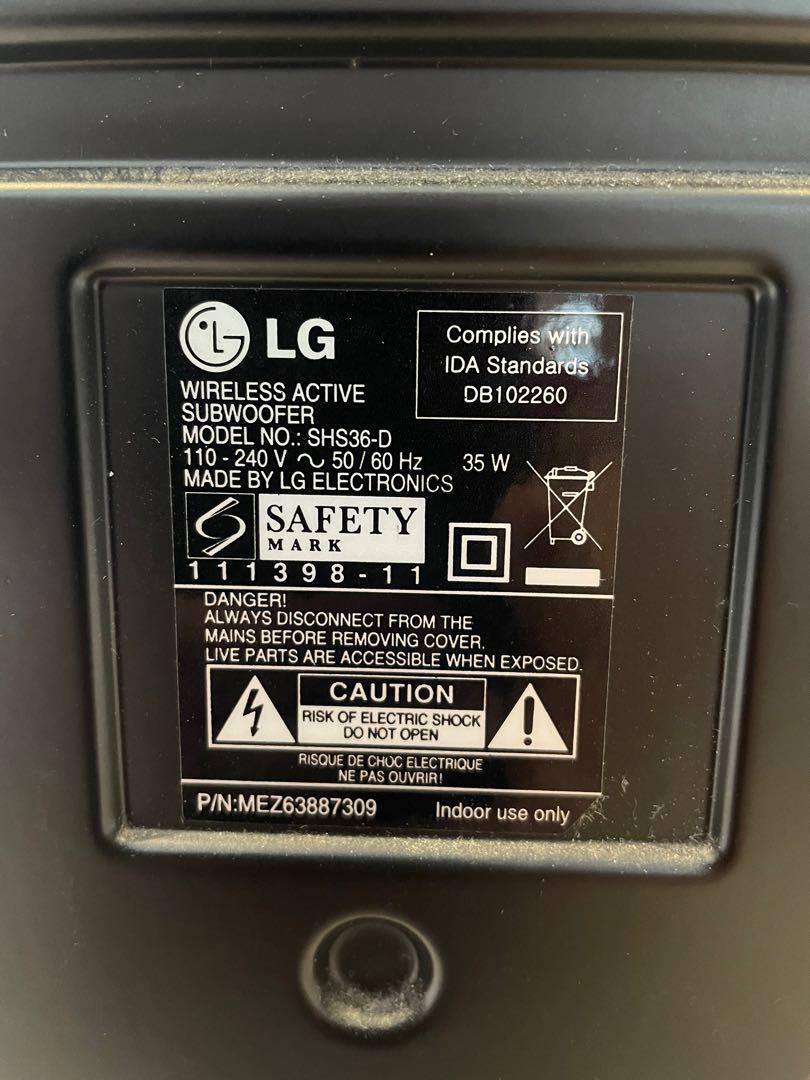 LG
Complies with
IDA Standards
DB102260
WIRELESS ACTIVE
SUBWOOFER
MODEL NO.: SHS36-D
110 - 240 V ~ 50 / 60 Hz 35 W
MADE BY LG ELECTRONICS
SAFETY
MARK
111398-11
DANGER!
ALWAYS DISCONNECT FROM THE
MAINS BEFORE REMOVING COVER.
LIVE PARTS ARE ACCESSIBLE WHEN EXPOSED.
CAUTION
RISK OF ELECTRIC SHOCK
DO NOT OPEN
RISQUE DE CHOC ELECTRIQUE
NE PAS OUVRIR!
P/N:MEZ63887309 Indoor use only